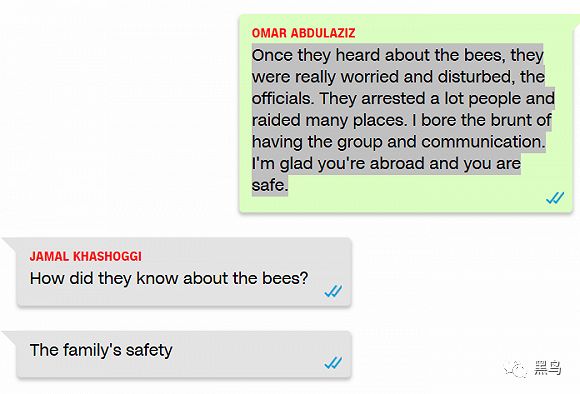 OMAR ABDULAZIZ
Once they heard about the bees, they
were really worried and disturbed, the
officials. They arrested a lot people and
raided many places. I bore the brunt of
having the group and communication.
I'm glad you're abroad and you are
safe.
JAMAL KHASHOGGI
How did they know about the bees?
The family's safety
黑鸟